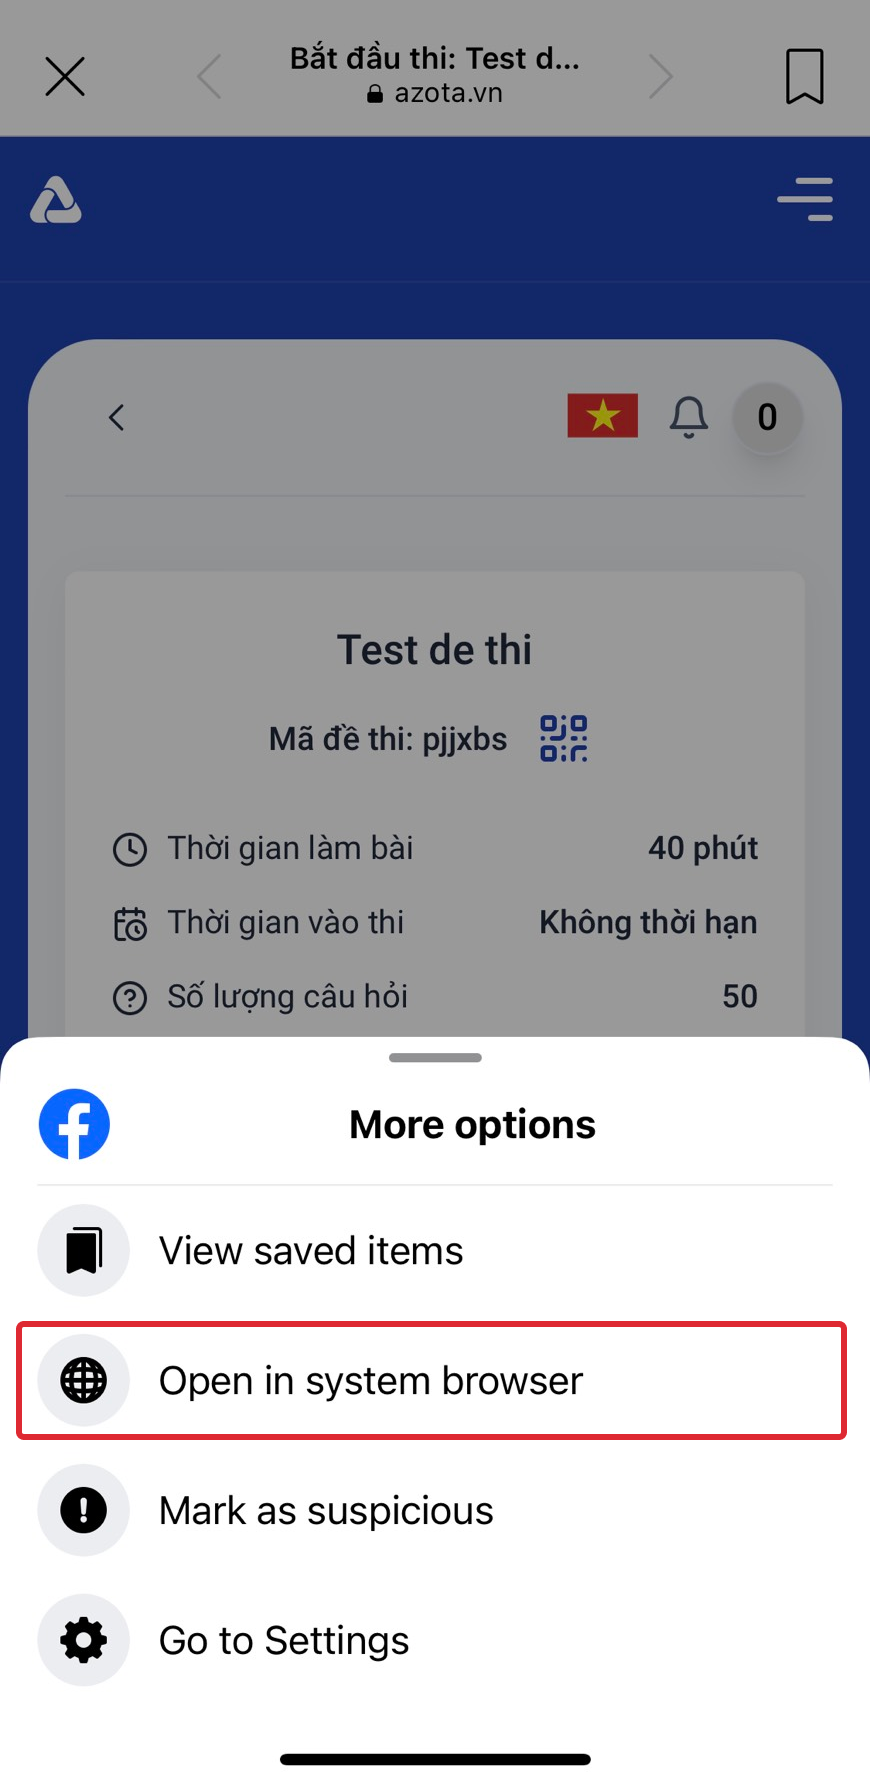 Bắt đầu thi: Test d...
azota.vn
0
Test de thi
Mã đề thi: pjjxbs
Thời gian làm bài 40 phút
Thời gian vào thi Không thời hạn
Số lượng câu hỏi 50
More options
View saved items
Open in system browser
Mark as suspicious
Go to Settings